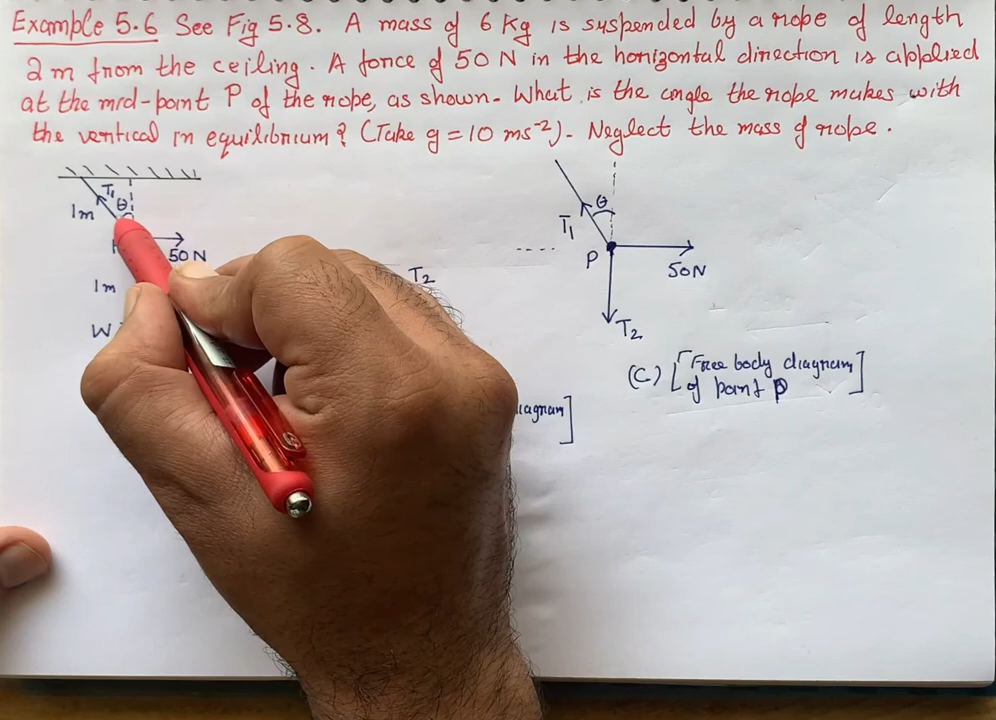 Example 5.6 See Fig 5.8. A mass of 6 Kg is suspended by a rope of length
2m from the ceiling. A force of 50 N in the horizontal direction is applied
at the mid-point P of the rope, as shown. What is the angle the rope makes with
the vertical in equilibrium? (Take g = 10 ms⁻²). Neglect the mass of rope.
T₁ θ
1m
50N
1m
W
T₂
θ
T₁
P
50N
T₂
(C) [Free body diagram
of point P]